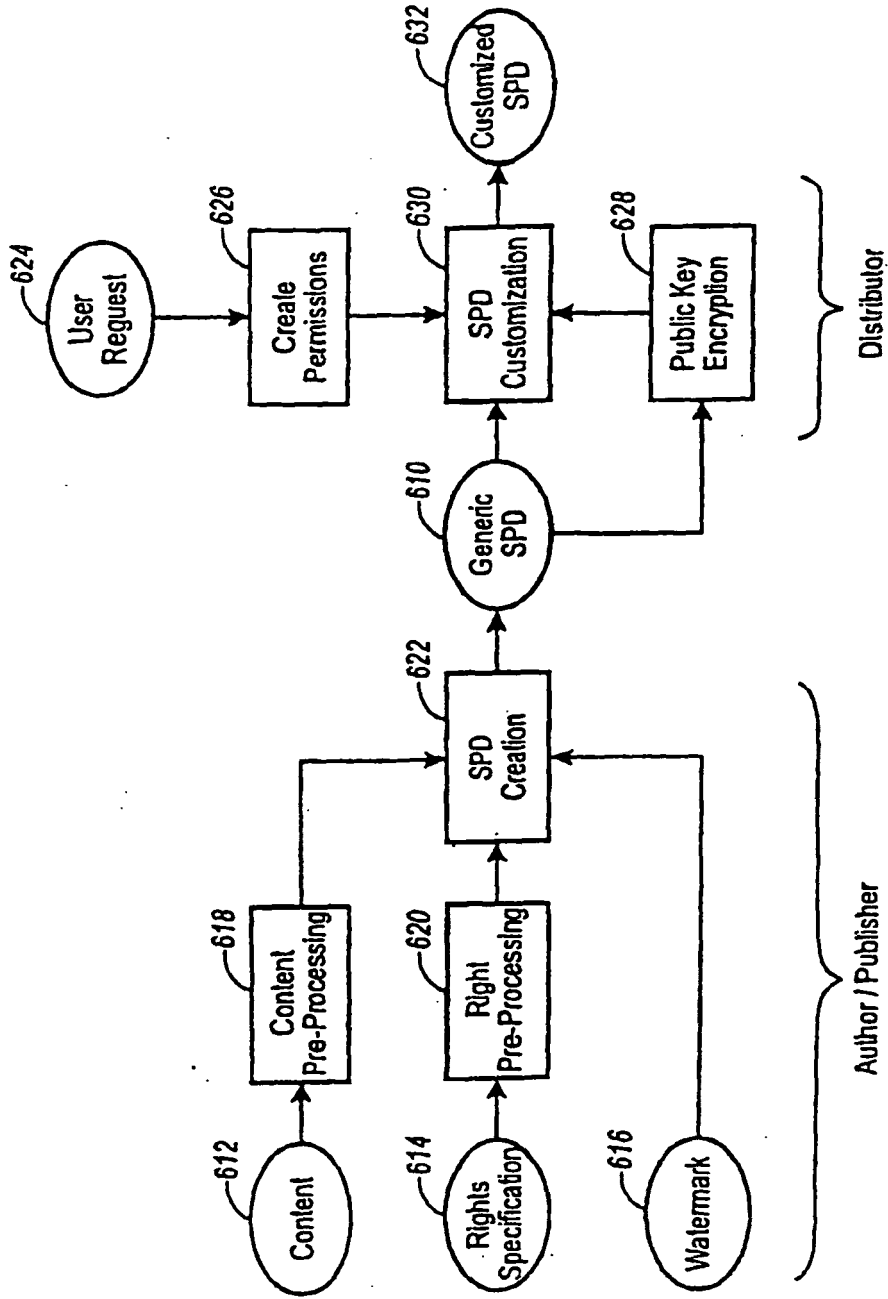 612
Content
618
Content
Pre-Processing
614
Rights
Specification
620
Right
Pre-Processing
616
Watermark
622
SPD
Creation
610
Generic
SPD
624
User
Reguest
626
Create
Permissions
630
SPD
Customization
628
Public Key
Encryption
632
Customized
SPD
Author / Publisher
Distributor